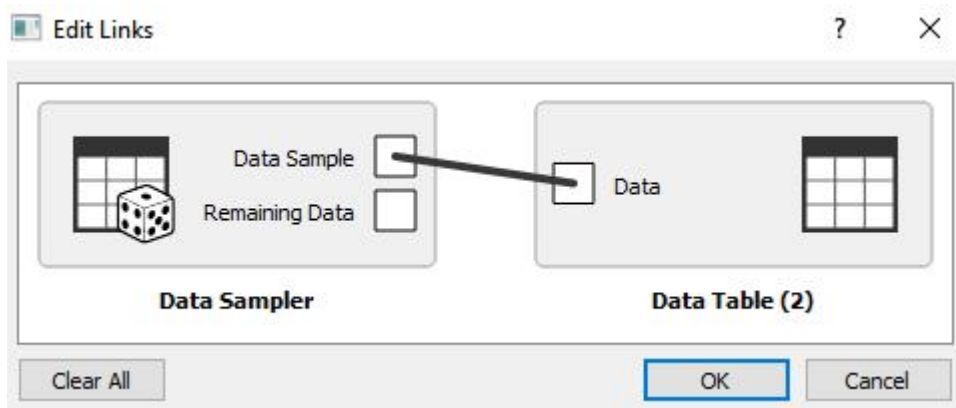 Edit Links
?
Data Sample
Remaining Data
Data
Data Sampler
Data Table (2)
Clear All
OK
Cancel